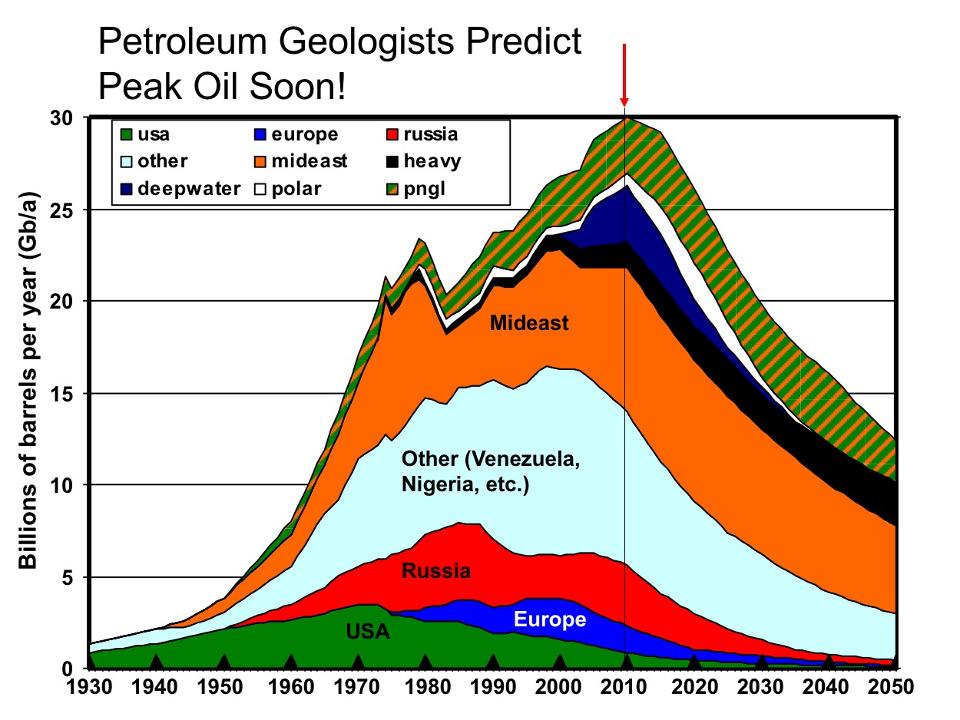 Petroleum Geologists Predict
Peak Oil Soon!
usa europe russia
other mideast heavy
deepwater polar pngl
Billions of barrels per year (Gb/a)
30
25
20
15
10
5
0
Mideast
Other (Venezuela,
Nigeria, etc.)
Russia
Europe
USA
1930 1940 1950 1960 1970 1980 1990 2000 2010 2020 2030 2040 2050